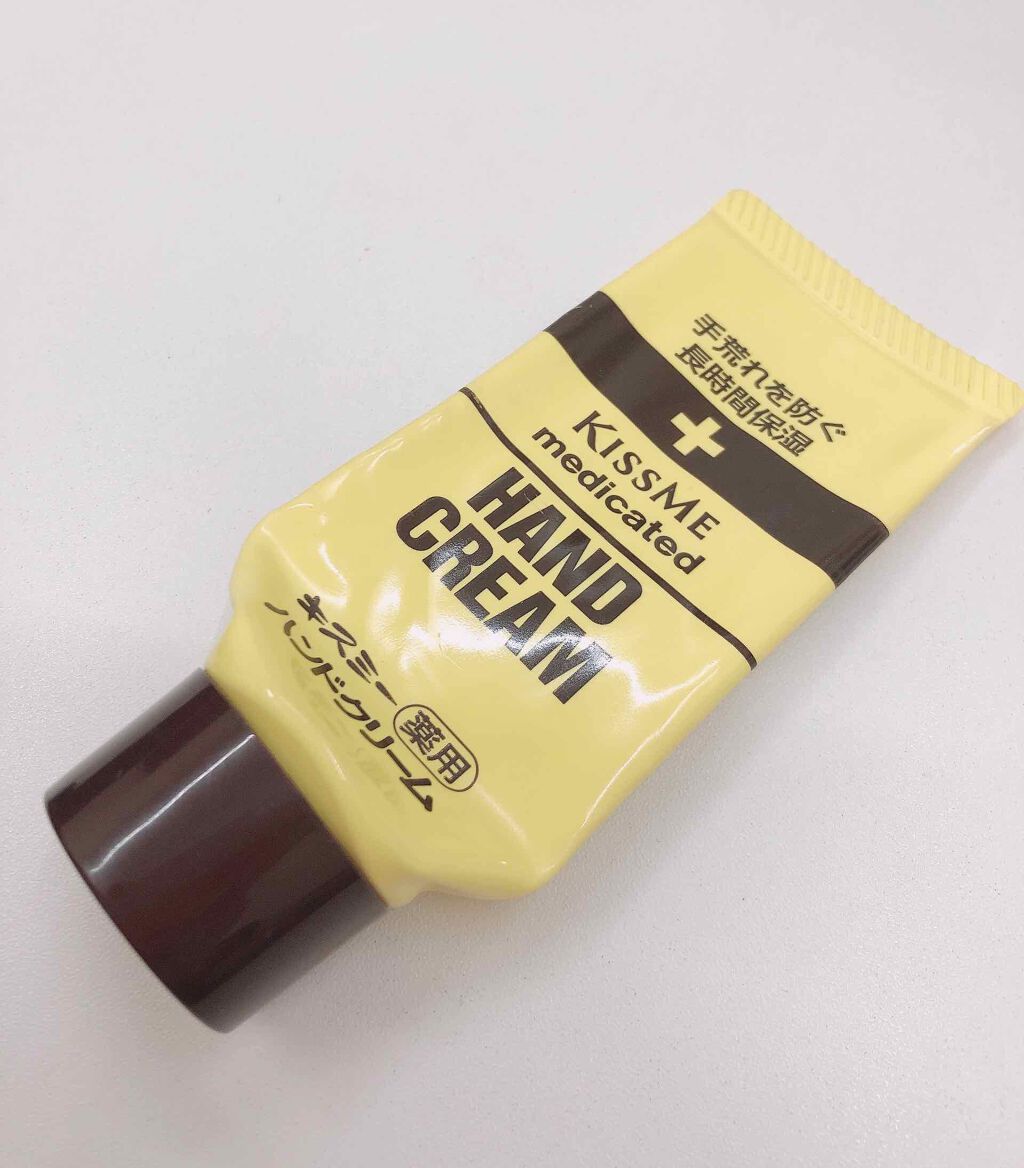 手荒れを防ぐ
長時間保湿
KISSME
medicated
HAND
CREAM
キスミー 薬用
ハンドクリーム